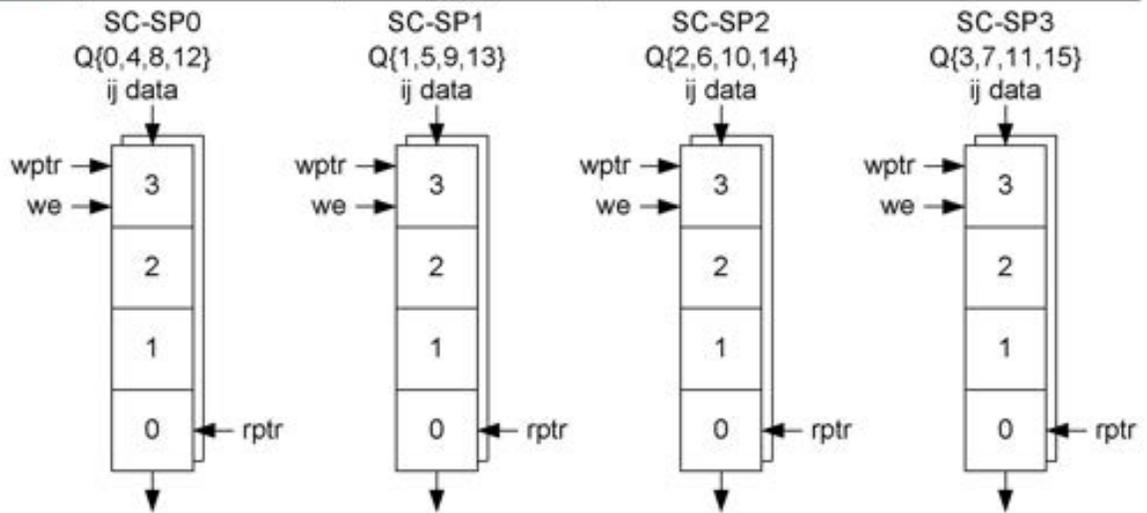 SC-SP0
Q{0,4,8,12}
ij data
wptr
we
3
2
1
0
rptr
SC-SP1
Q{1,5,9,13}
ij data
wptr
we
3
2
1
0
rptr
SC-SP2
Q{2,6,10,14}
ij data
wptr
we
3
2
1
0
rptr
SC-SP3
Q{3,7,11,15}
ij data
wptr
we
3
2
1
0
rptr